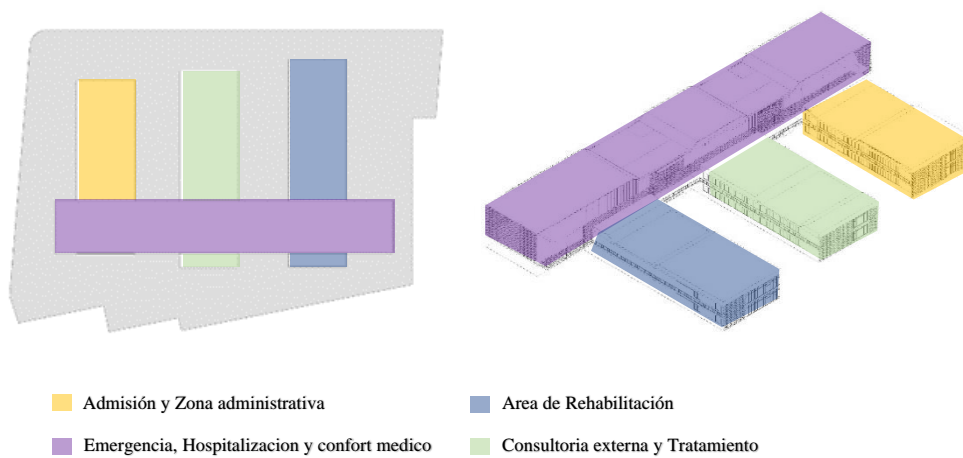 Admisión y Zona administrativa
Area de Rehabilitación
Emergencia, Hospitalizacion y confort medico
Consultoria externa y Tratamiento